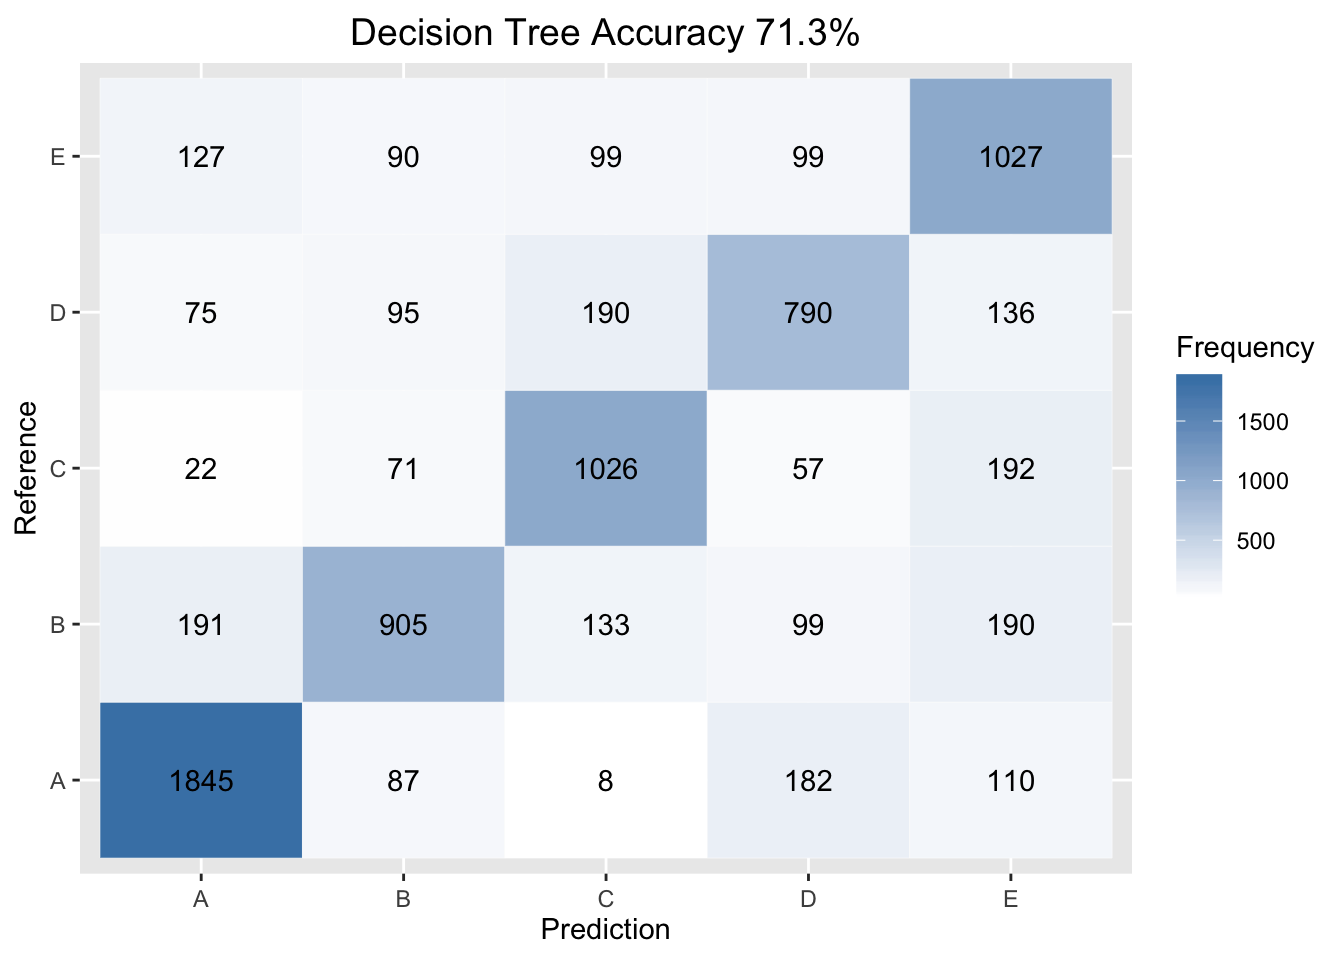 Decision Tree Accuracy 71.3%
E 127 90 99 99 1027
D 75 95 190 790 136
C 22 71 1026 57 192
B 191 905 133 99 190
A 1845 87 8 182 110
A B C D E
Prediction
Reference
Frequency
1500
1000
500